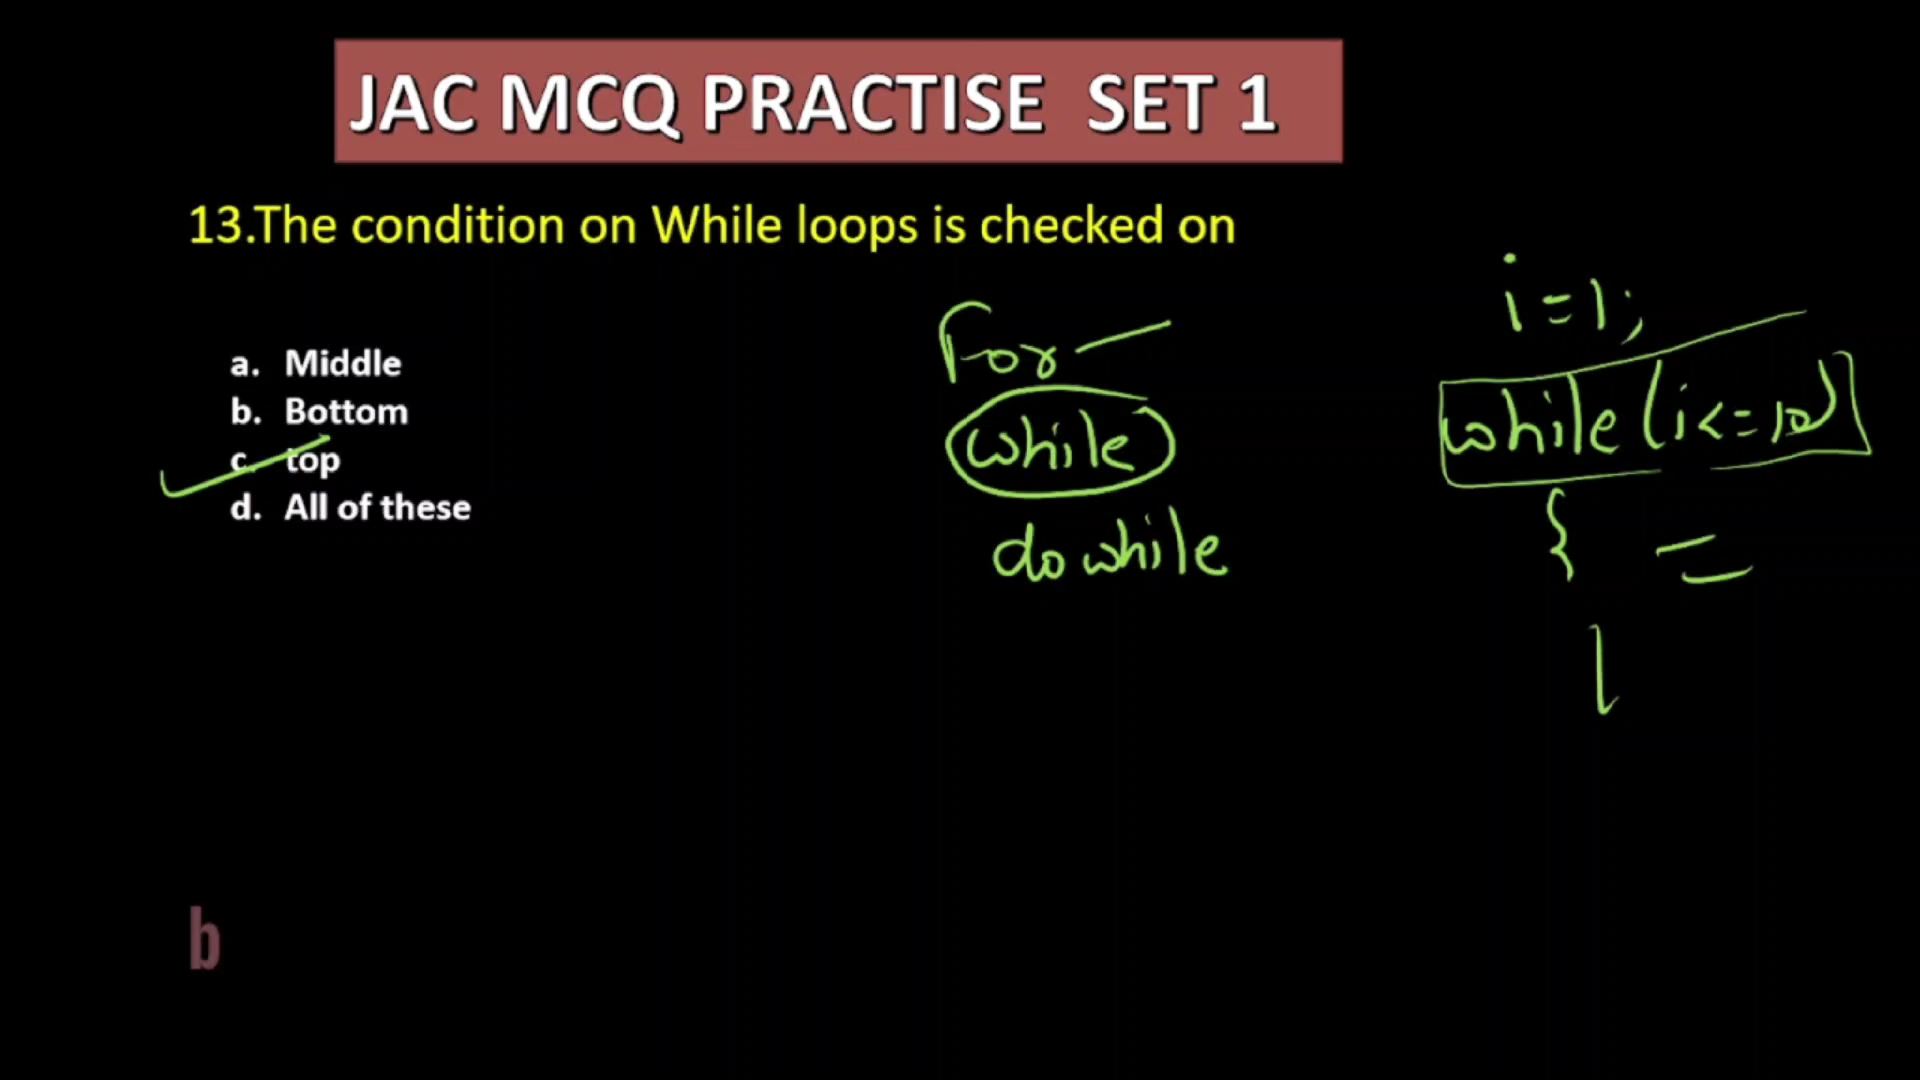 JAC MCQ PRACTISE SET 1
13.The condition on While loops is checked on
a. Middle
b. Bottom
c. top
d. All of these
For
while
do while
i=1;
while(i<=10)
{
b